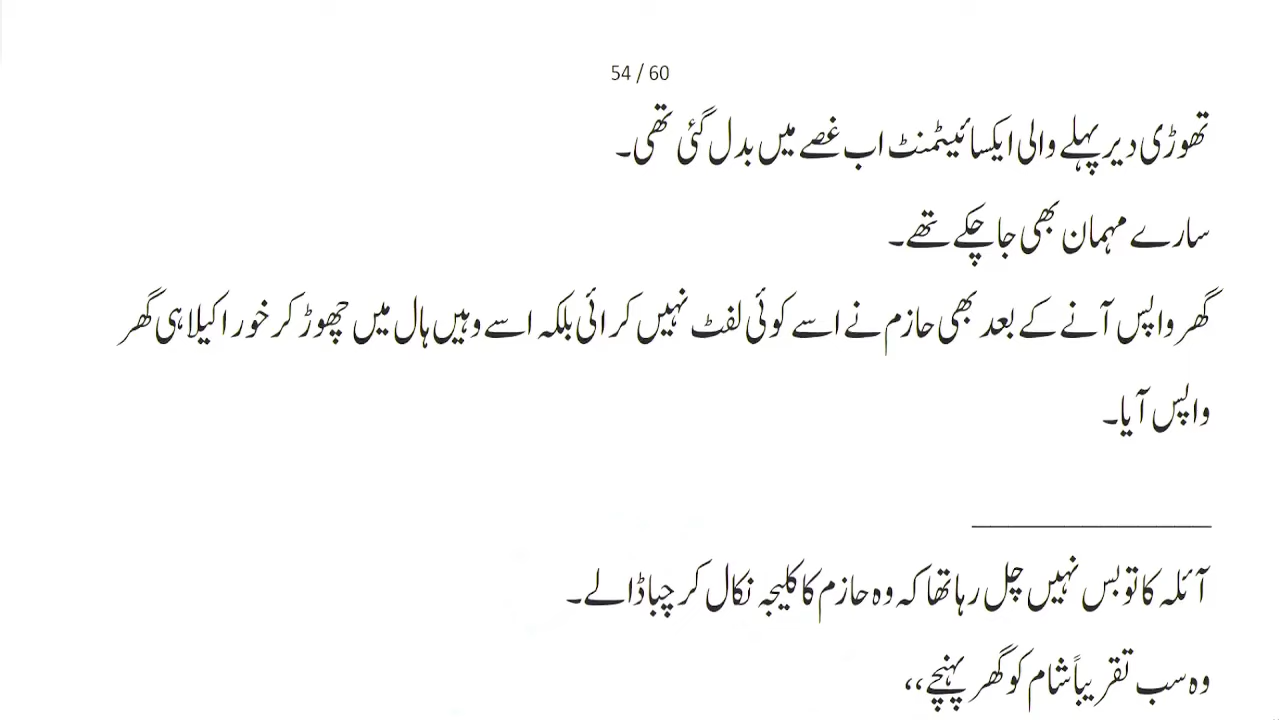 54 / 60
تھوڑی دیر پہلے والی ایکسائیٹمنٹ اب غصے میں بدل گئی تھی۔
سارے مہمان بھی جا چکے تھے۔
گھر واپس آنے کے بعد بھی حازم نے اسے کوئی لفٹ نہیں کرائی بلکہ اسے وہیں ہال میں چھوڑ کر خور اکیلا ہی گھر
واپس آیا۔
آئلہ کا تو بس نہیں چل رہا تھا کہ وہ حازم کا کلیجہ نکال کر چبا ڈالے۔
وہ سب تقریباً شام کو گھر پہنچے،،